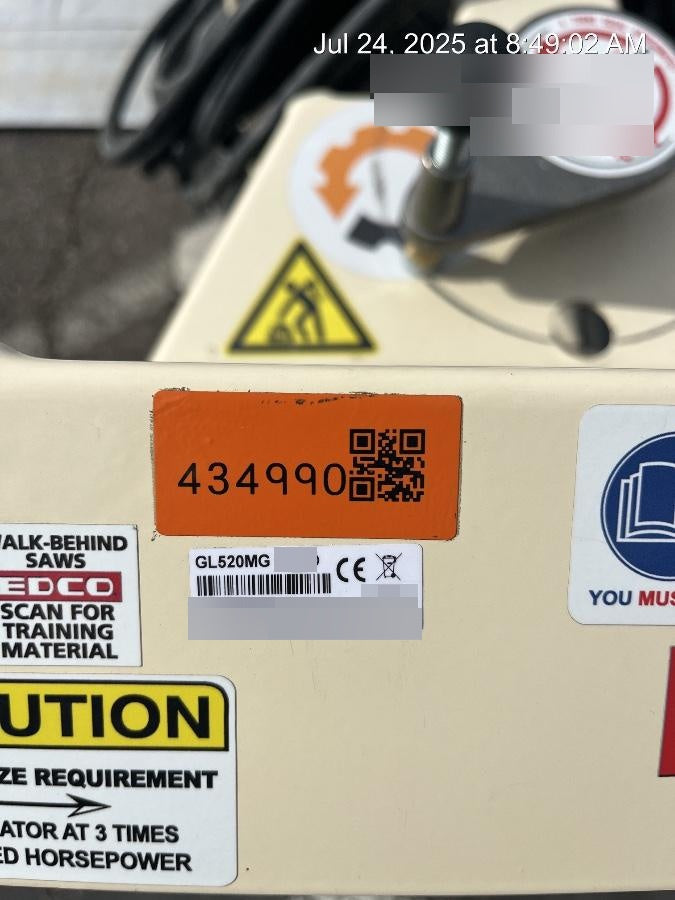 Jul 24, 2025 at 8:49:02 AM
434990
GL520MG
CE
WALK-BEHIND
SAWS
EDCO
SCAN FOR
TRAINING
MATERIAL
YOU MUS
UTION
ZE REQUIREMENT
ATOR AT 3 TIMES
ED HORSEPOWER